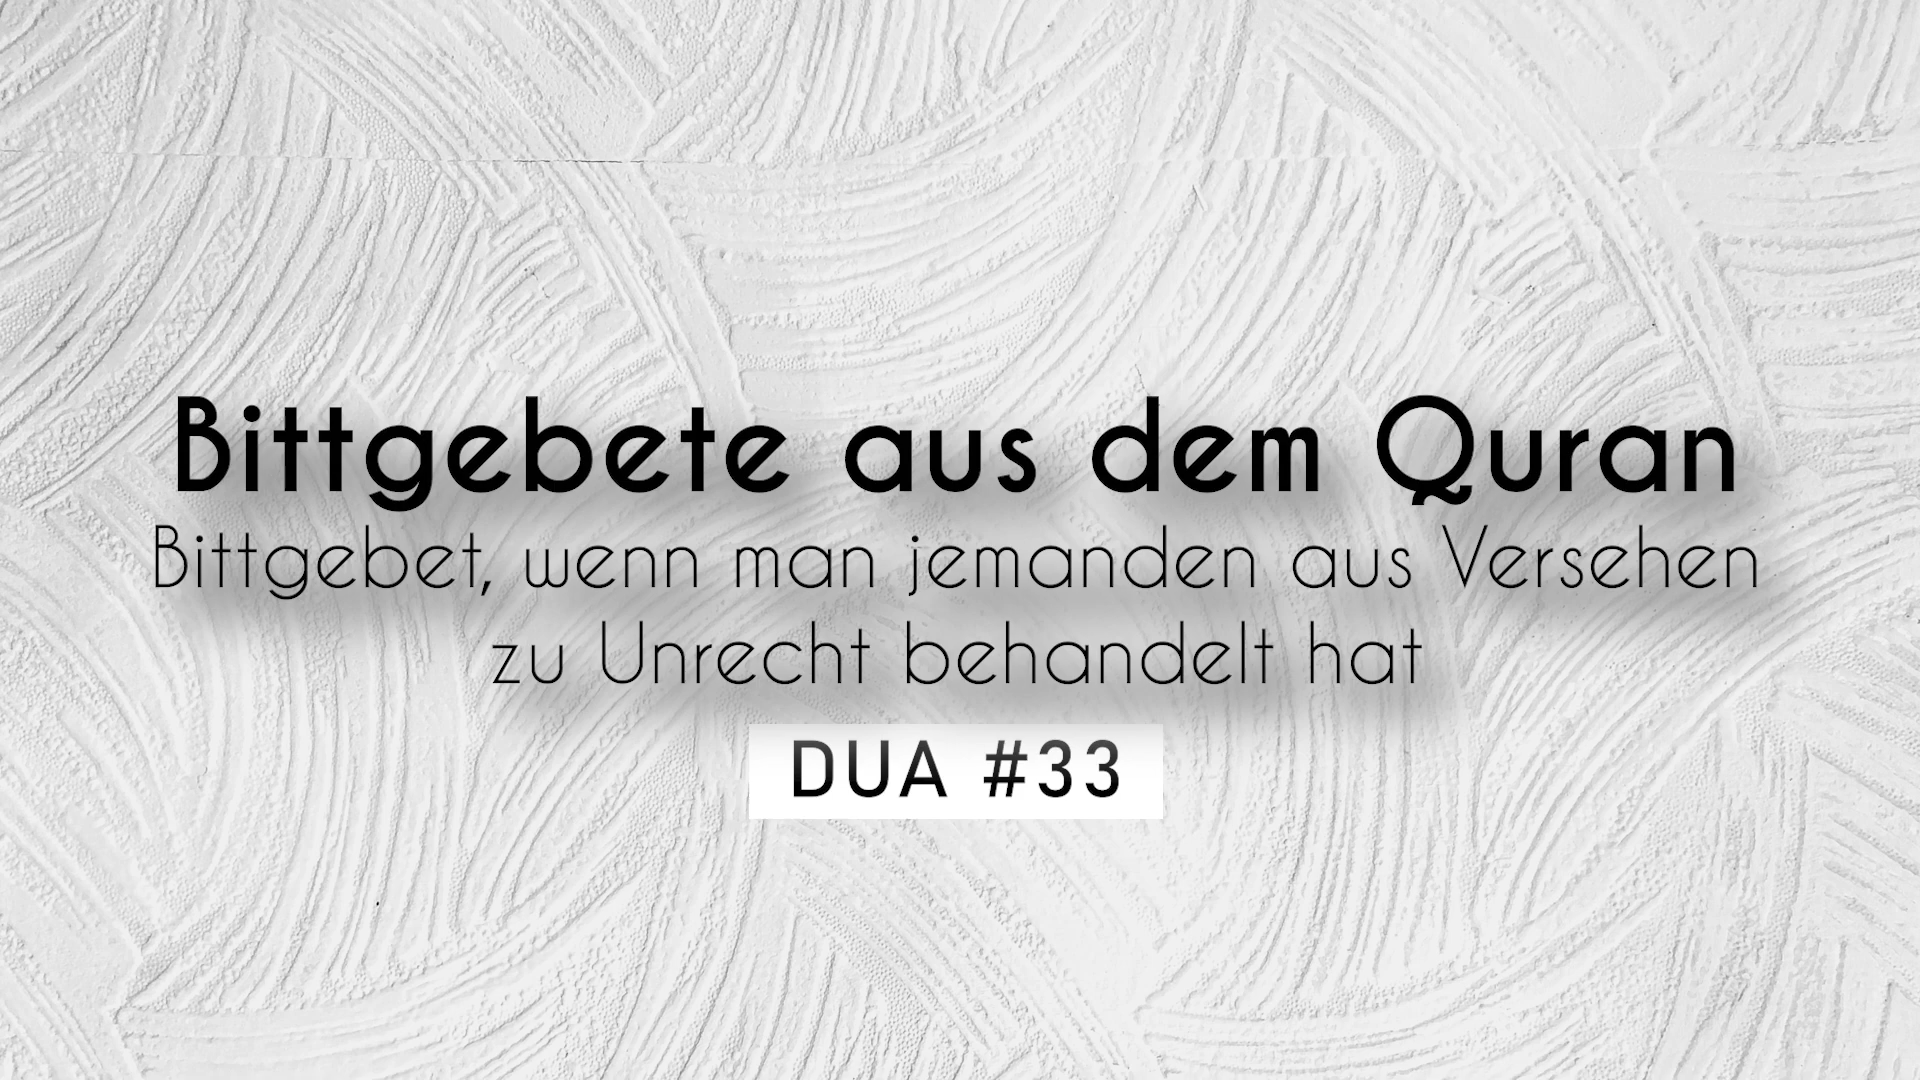 Bittgebete aus dem Quran
Bittgebet, wenn man jemanden aus Versehen
zu Unrecht behandelt hat
DUA #33